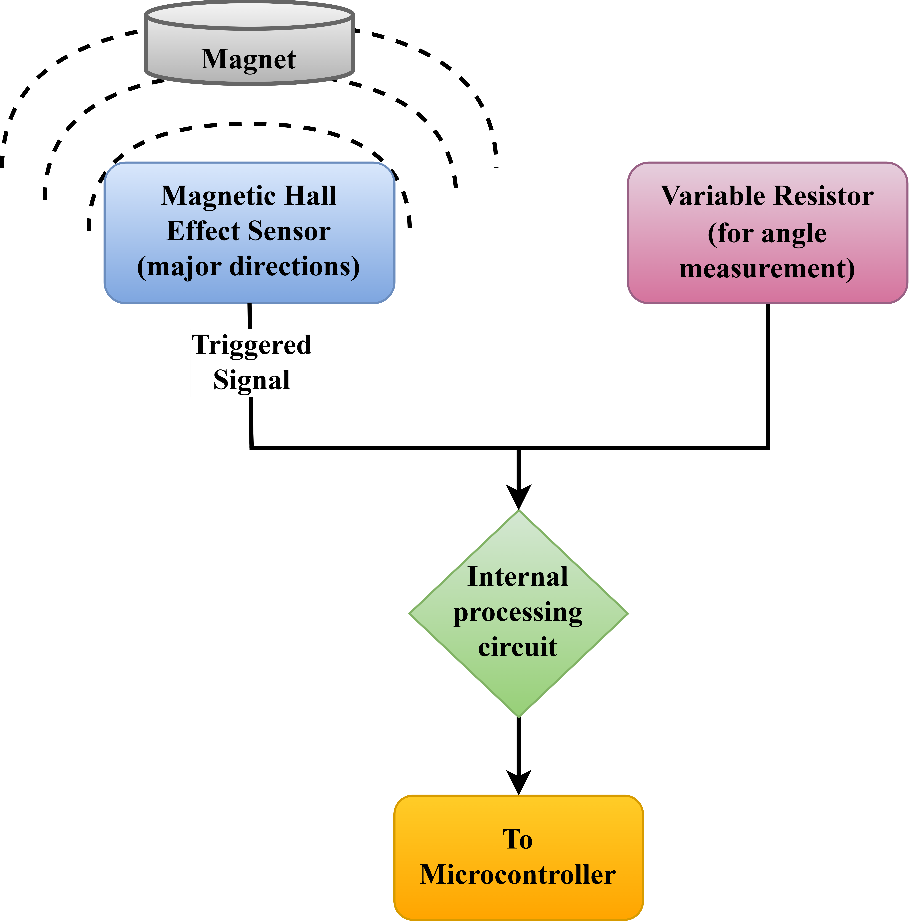 Magnet
Magnetic Hall
Effect Sensor
(major directions)
Variable Resistor
(for angle
measurement)
Triggered
Signal
Internal
processing
circuit
To
Microcontroller